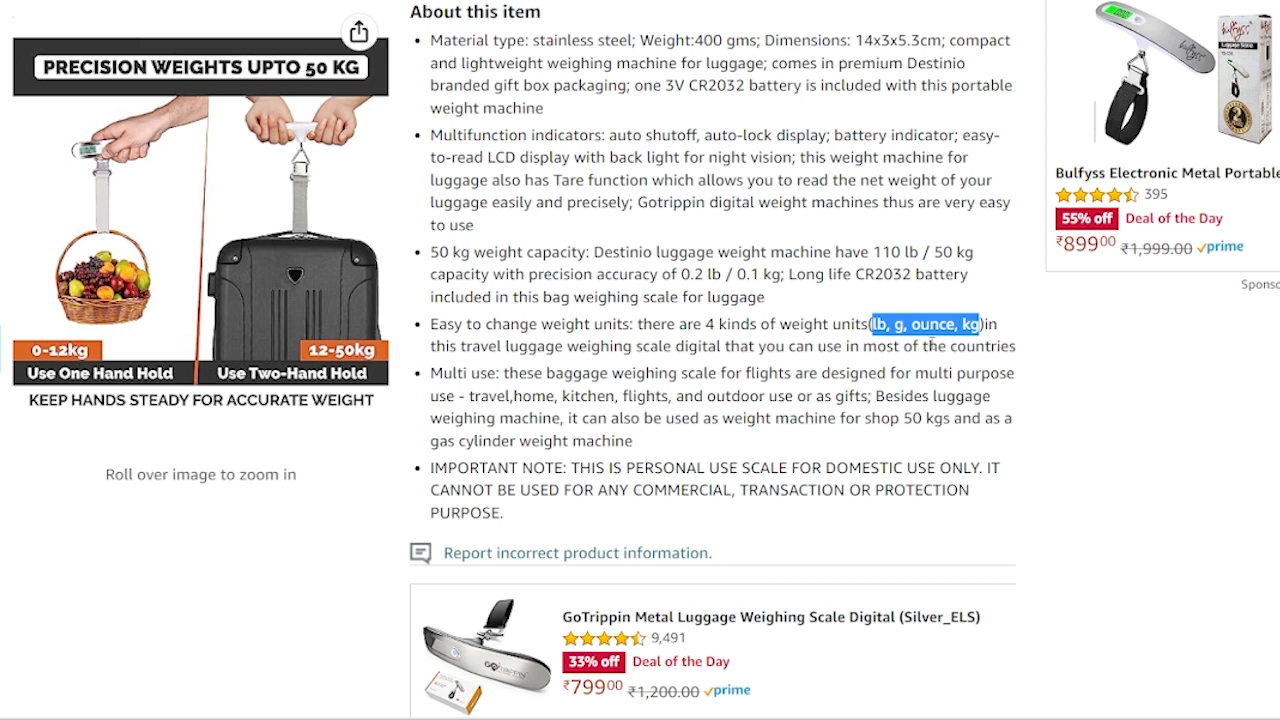 PRECISION WEIGHTS UPTO 50 KG
0-12kg
12-50kg
Use One Hand Hold
Use Two-Hand Hold
KEEP HANDS STEADY FOR ACCURATE WEIGHT
Roll over image to zoom in
About this item
Material type: stainless steel; Weight:400 gms; Dimensions: 14x3x5.3cm; compact
and lightweight weighing machine for luggage; comes in premium Destinio
branded gift box packaging; one 3V CR2032 battery is included with this portable
weight machine
Multifunction indicators: auto shutoff, auto-lock display; battery indicator; easy-
to-read LCD display with back light for night vision; this weight machine for
luggage also has Tare function which allows you to read the net weight of your
luggage easily and precisely; Gotrippin digital weight machines thus are very easy
to use
50 kg weight capacity: Destinio luggage weight machine have 110 lb / 50 kg
capacity with precision accuracy of 0.2 lb / 0.1 kg; Long life CR2032 battery
included in this bag weighing scale for luggage
Easy to change weight units: there are 4 kinds of weight units(lb, g, ounce, kg)in
this travel luggage weighing scale digital that you can use in most of the countries
Multi use: these baggage weighing scale for flights are designed for multi purpose
use - travel,home, kitchen, flights, and outdoor use or as gifts; Besides luggage
weighing machine, it can also be used as weight machine for shop 50 kgs and as a
gas cylinder weight machine
IMPORTANT NOTE: THIS IS PERSONAL USE SCALE FOR DOMESTIC USE ONLY. IT
CANNOT BE USED FOR ANY COMMERCIAL, TRANSACTION OR PROTECTION
PURPOSE.
Report incorrect product information.
GoTrippin Metal Luggage Weighing Scale Digital (Silver_ELS)
9,491
33% off Deal of the Day
₹79900 ₹1,200.00 prime
GOTRIPPIN
bulfyss
bulfyss
Luggage Scale
2
Bulfyss Electronic Metal Portable
395
55% off Deal of the Day
₹89900 ₹1,999.00 prime
Sponso